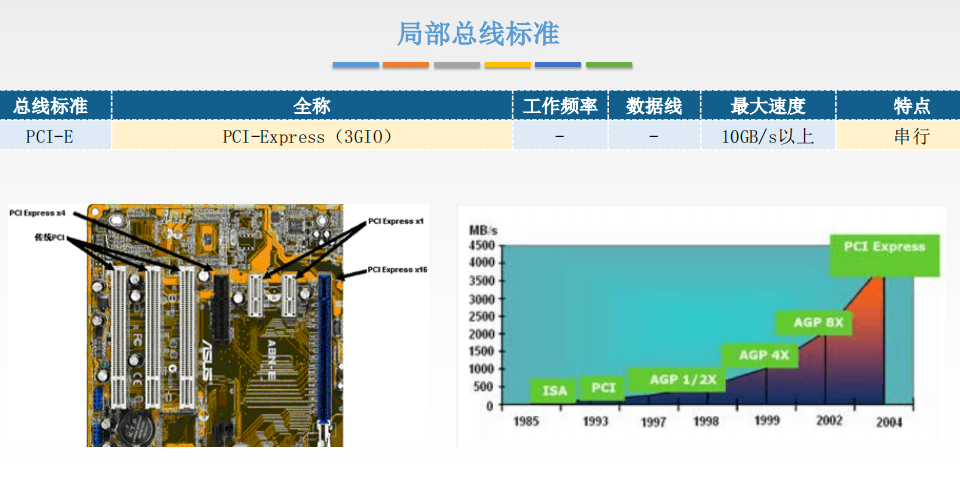 局部总线标准
总线标准 全称 工作频率 数据线 最大速度 特点
PCI-E PCI-Express（3GIO） - - 10GB/s以上 串行
PCI Express x4
传统PCI
PCI Express x1
PCI Express x16
ASUS
A8N-E
MB/s
4500
4000
3500
3000
2500
2000
1500
1000
500
0
ISA
PCI
AGP 1/2X
AGP 4X
AGP 8X
PCI Express
1985 1993 1997 1998 1999 2002 2004